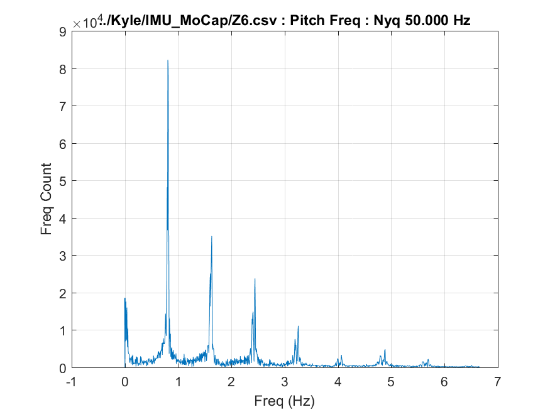 ×10⁴
../Kyle/IMU_MoCap/Z6.csv : Pitch Freq : Nyq 50.000 Hz
9
8
7
6
5
4
3
2
1
0
Freq Count
-1 0 1 2 3 4 5 6 7
Freq (Hz)